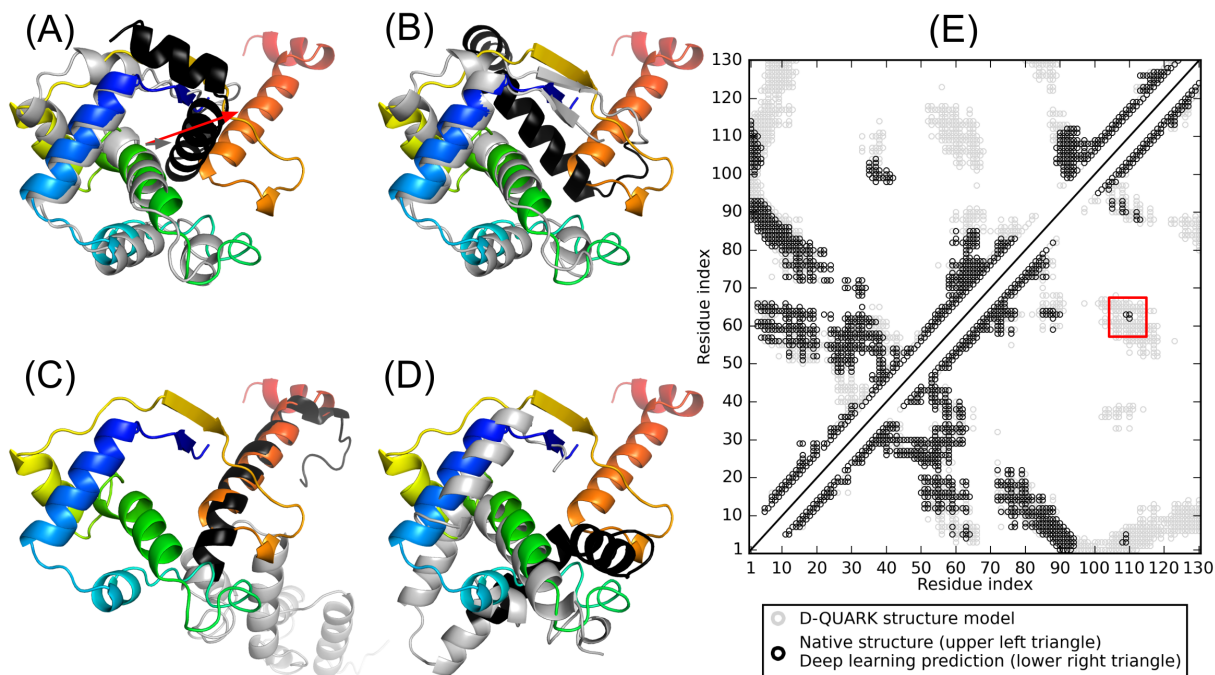 (A)
(B)
(E)
(C)
(D)
Residue index
130
120
110
100
90
80
70
60
50
40
30
20
10
1
1 10 20 30 40 50 60 70 80 90 100 110 120 130
Residue index
D-QUARK structure model
Native structure (upper left triangle)
Deep learning prediction (lower right triangle)